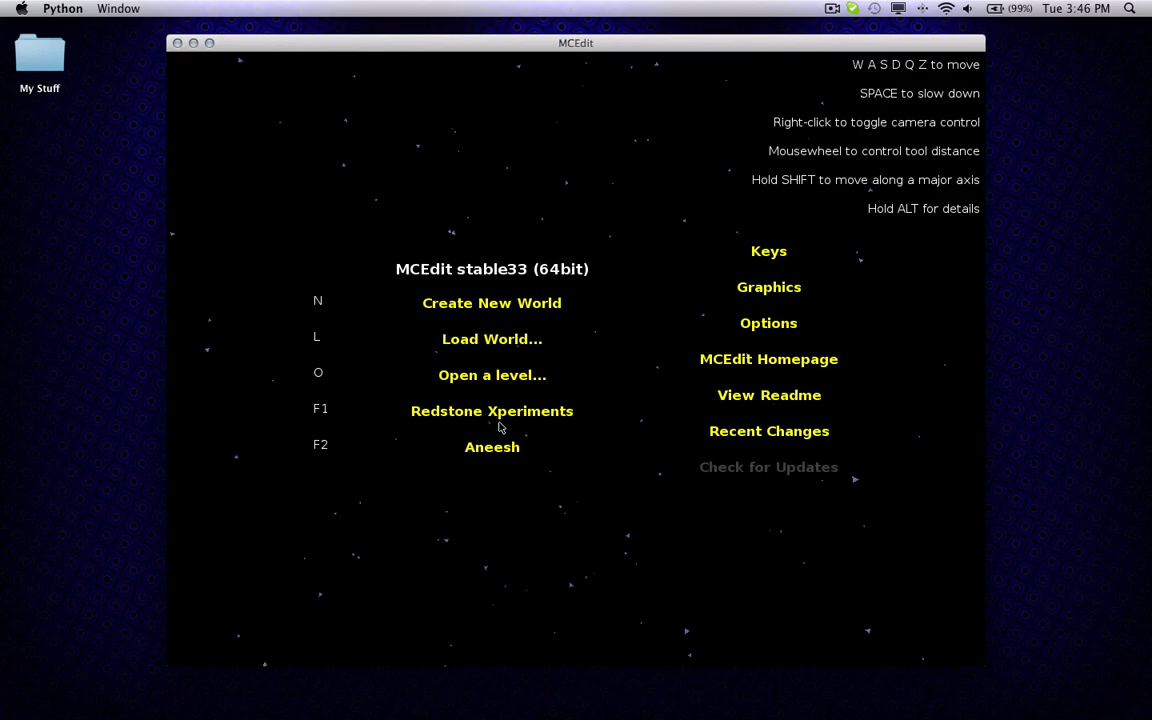 Python Window (99%) Tue 3:46 PM
My Stuff
MCEdit
W A S D Q Z to move
SPACE to slow down
Right-click to toggle camera control
Mousewheel to control tool distance
Hold SHIFT to move along a major axis
Hold ALT for details
MCEdit stable33 (64bit)
N Create New World
L Load World...
O Open a level...
F1 Redstone Xperiments
F2 Aneesh
Keys
Graphics
Options
MCEdit Homepage
View Readme
Recent Changes
Check for Updates